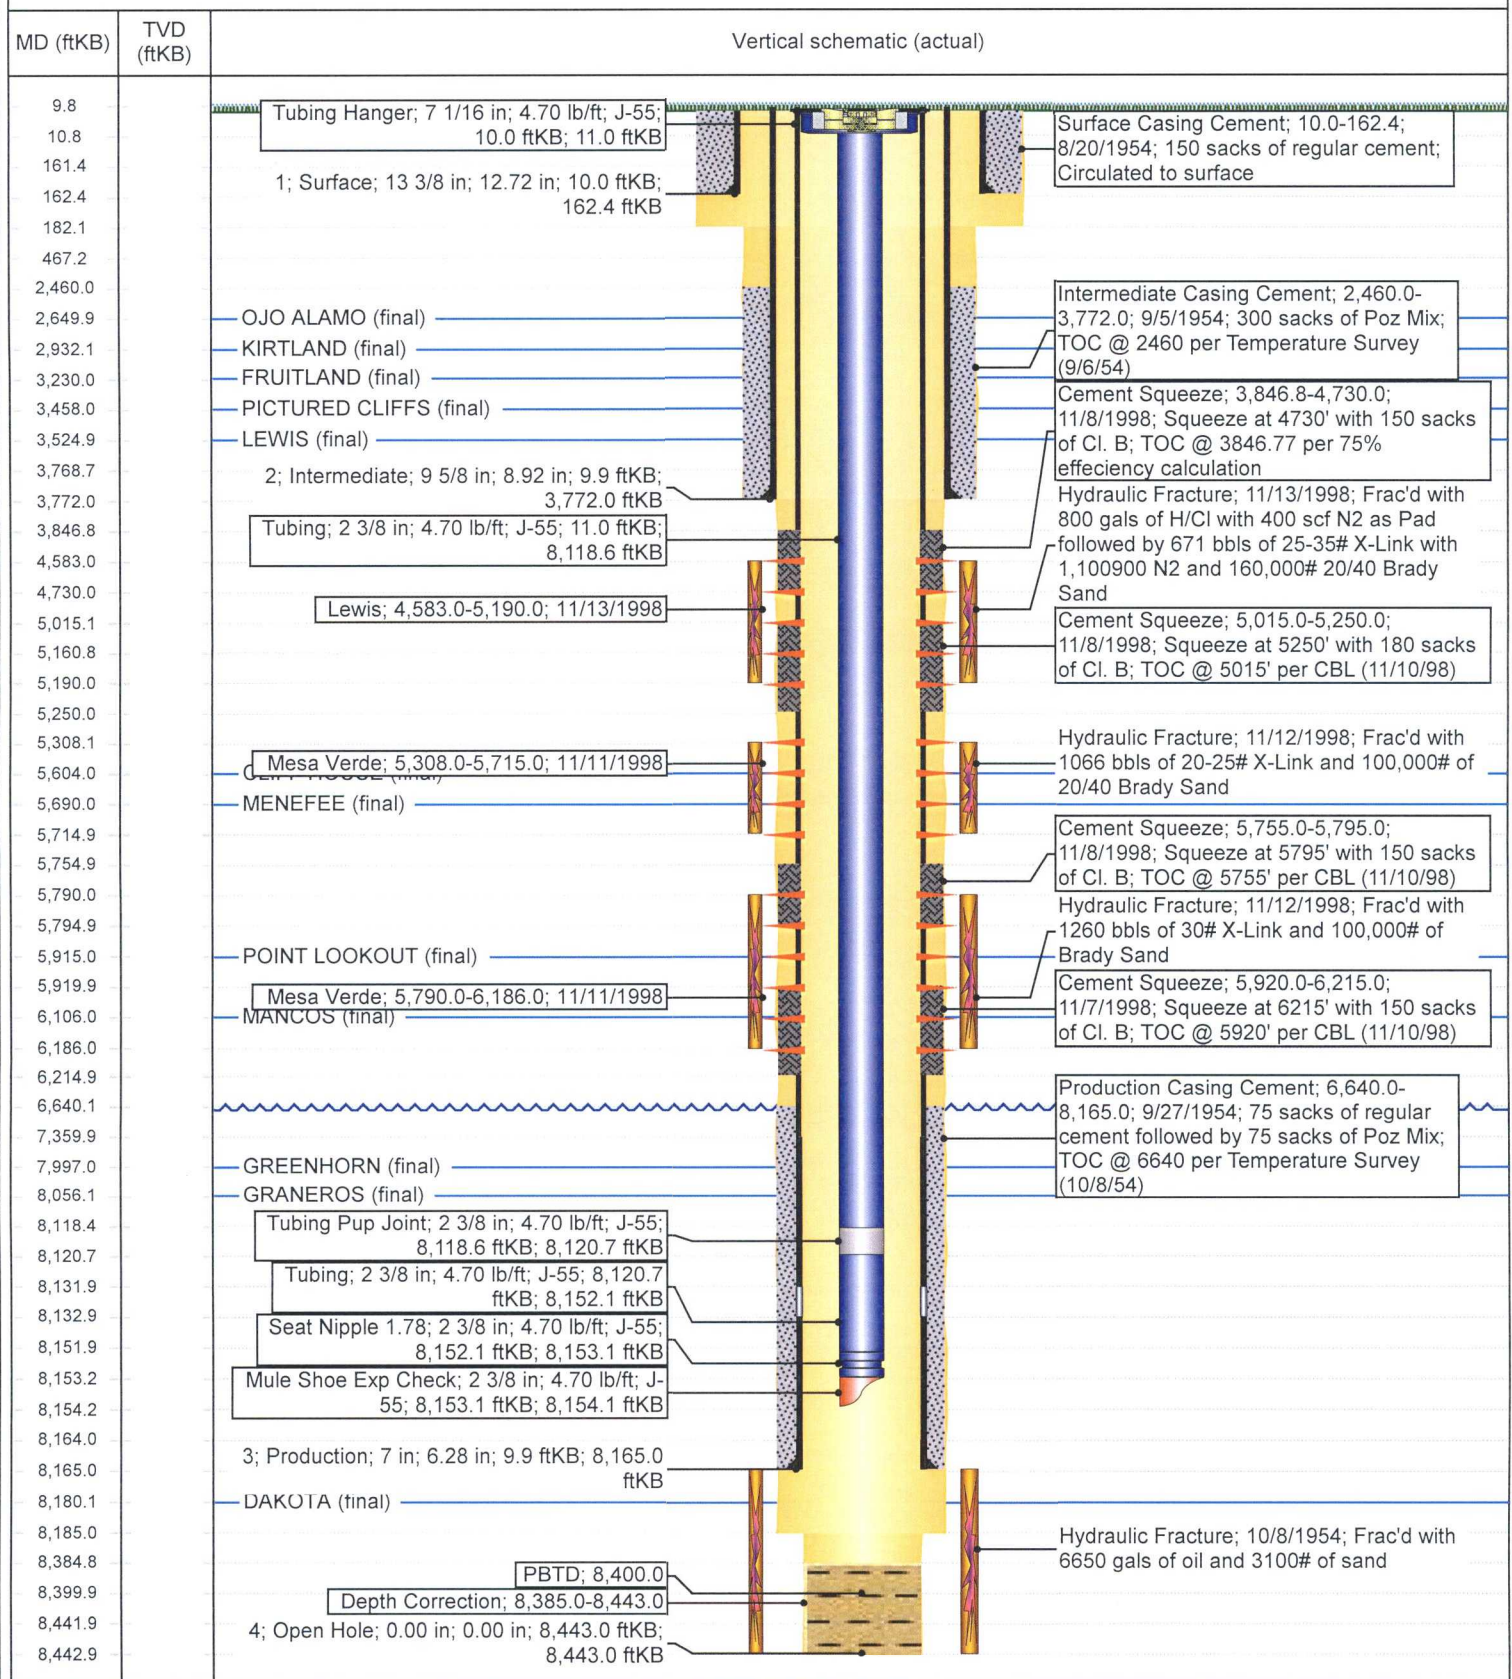 MD (ftKB)
TVD
(ftKB)
Vertical schematic (actual)
9.8
10.8
161.4
162.4
182.1
467.2
2,460.0
2,649.9
2,932.1
3,230.0
3,458.0
3,524.9
3,768.7
3,772.0
3,846.8
4,583.0
4,730.0
5,015.1
5,160.8
5,190.0
5,250.0
5,308.1
5,604.0
5,690.0
5,714.9
5,754.9
5,790.0
5,794.9
5,915.0
5,919.9
6,106.0
6,186.0
6,214.9
6,640.1
7,359.9
7,997.0
8,056.1
8,118.4
8,120.7
8,131.9
8,132.9
8,151.9
8,153.2
8,154.2
8,164.0
8,165.0
8,180.1
8,185.0
8,384.8
8,399.9
8,441.9
8,442.9
Tubing Hanger; 7 1/16 in; 4.70 lb/ft; J-55;
10.0 ftKB; 11.0 ftKB
1; Surface; 13 3/8 in; 12.72 in; 10.0 ftKB;
162.4 ftKB
OJO ALAMO (final)
KIRTLAND (final)
FRUITLAND (final)
PICTURED CLIFFS (final)
LEWIS (final)
2; Intermediate; 9 5/8 in; 8.92 in; 9.9 ftKB;
3,772.0 ftKB
Tubing; 2 3/8 in; 4.70 lb/ft; J-55; 11.0 ftKB;
8,118.6 ftKB
Lewis; 4,583.0-5,190.0; 11/13/1998
Mesa Verde; 5,308.0-5,715.0; 11/11/1998
CLIFF HOUSE (final)
MENEFEE (final)
POINT LOOKOUT (final)
Mesa Verde; 5,790.0-6,186.0; 11/11/1998
MANCOS (final)
GREENHORN (final)
GRANEROS (final)
Tubing Pup Joint; 2 3/8 in; 4.70 lb/ft; J-55;
8,118.6 ftKB; 8,120.7 ftKB
Tubing; 2 3/8 in; 4.70 lb/ft; J-55; 8,120.7
ftKB; 8,152.1 ftKB
Seat Nipple 1.78; 2 3/8 in; 4.70 lb/ft; J-55;
8,152.1 ftKB; 8,153.1 ftKB
Mule Shoe Exp Check; 2 3/8 in; 4.70 lb/ft; J-
55; 8,153.1 ftKB; 8,154.1 ftKB
3; Production; 7 in; 6.28 in; 9.9 ftKB; 8,165.0
ftKB
DAKOTA (final)
PBTD; 8,400.0
Depth Correction; 8,385.0-8,443.0
4; Open Hole; 0.00 in; 0.00 in; 8,443.0 ftKB;
8,443.0 ftKB
Surface Casing Cement; 10.0-162.4;
8/20/1954; 150 sacks of regular cement;
Circulated to surface
Intermediate Casing Cement; 2,460.0-
3,772.0; 9/5/1954; 300 sacks of Poz Mix;
TOC @ 2460 per Temperature Survey
(9/6/54)
Cement Squeeze; 3,846.8-4,730.0;
11/8/1998; Squeeze at 4730' with 150 sacks
of Cl. B; TOC @ 3846.77 per 75%
effeciency calculation
Hydraulic Fracture; 11/13/1998; Frac'd with
800 gals of H/Cl with 400 scf N2 as Pad
followed by 671 bbls of 25-35# X-Link with
1,100900 N2 and 160,000# 20/40 Brady
Sand
Cement Squeeze; 5,015.0-5,250.0;
11/8/1998; Squeeze at 5250' with 180 sacks
of Cl. B; TOC @ 5015' per CBL (11/10/98)
Hydraulic Fracture; 11/12/1998; Frac'd with
1066 bbls of 20-25# X-Link and 100,000# of
20/40 Brady Sand
Cement Squeeze; 5,755.0-5,795.0;
11/8/1998; Squeeze at 5795' with 150 sacks
of Cl. B; TOC @ 5755' per CBL (11/10/98)
Hydraulic Fracture; 11/12/1998; Frac'd with
1260 bbls of 30# X-Link and 100,000# of
Brady Sand
Cement Squeeze; 5,920.0-6,215.0;
11/7/1998; Squeeze at 6215' with 150 sacks
of Cl. B; TOC @ 5920' per CBL (11/10/98)
Production Casing Cement; 6,640.0-
8,165.0; 9/27/1954; 75 sacks of regular
cement followed by 75 sacks of Poz Mix;
TOC @ 6640 per Temperature Survey
(10/8/54)
Hydraulic Fracture; 10/8/1954; Frac'd with
6650 gals of oil and 3100# of sand